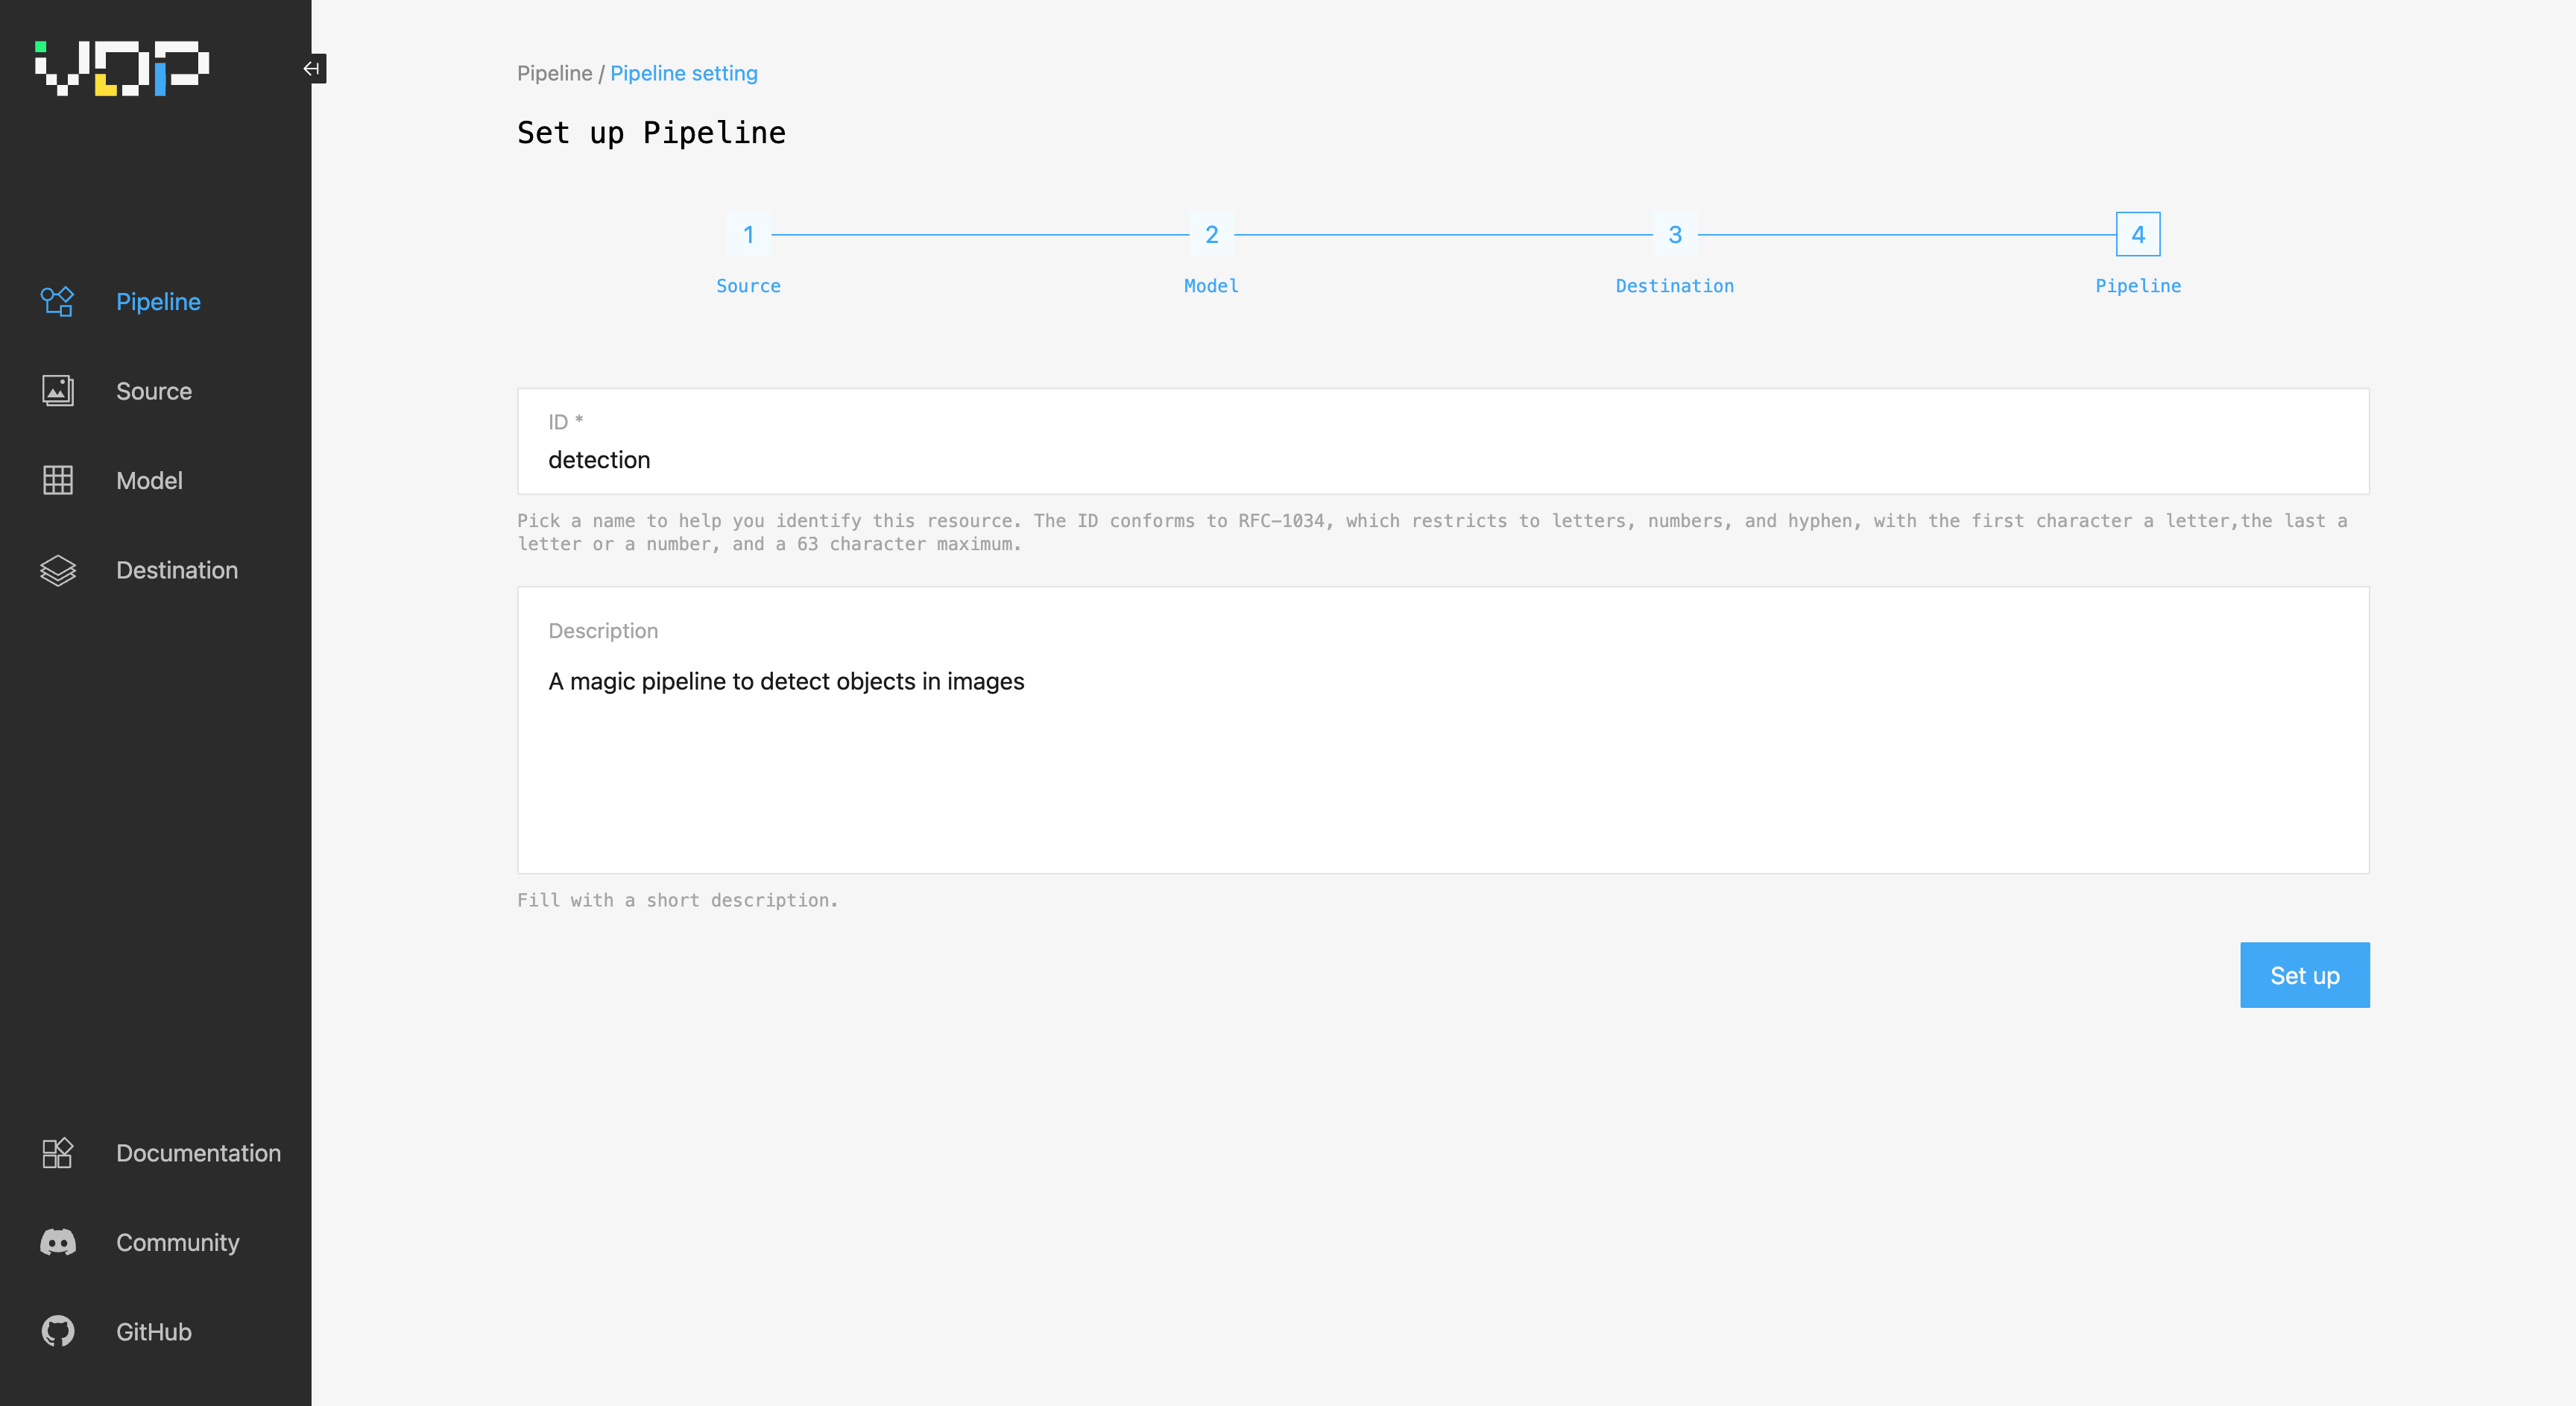 VDP
Pipeline
Source
Model
Destination
Documentation
Community
GitHub
Pipeline / Pipeline setting
Set up Pipeline
1
2
3
4
Source
Model
Destination
Pipeline
ID *
detection
Pick a name to help you identify this resource. The ID conforms to RFC-1034, which restricts to letters, numbers, and hyphen, with the first character a letter,the last a
letter or a number, and a 63 character maximum.
Description
A magic pipeline to detect objects in images
Fill with a short description.
Set up